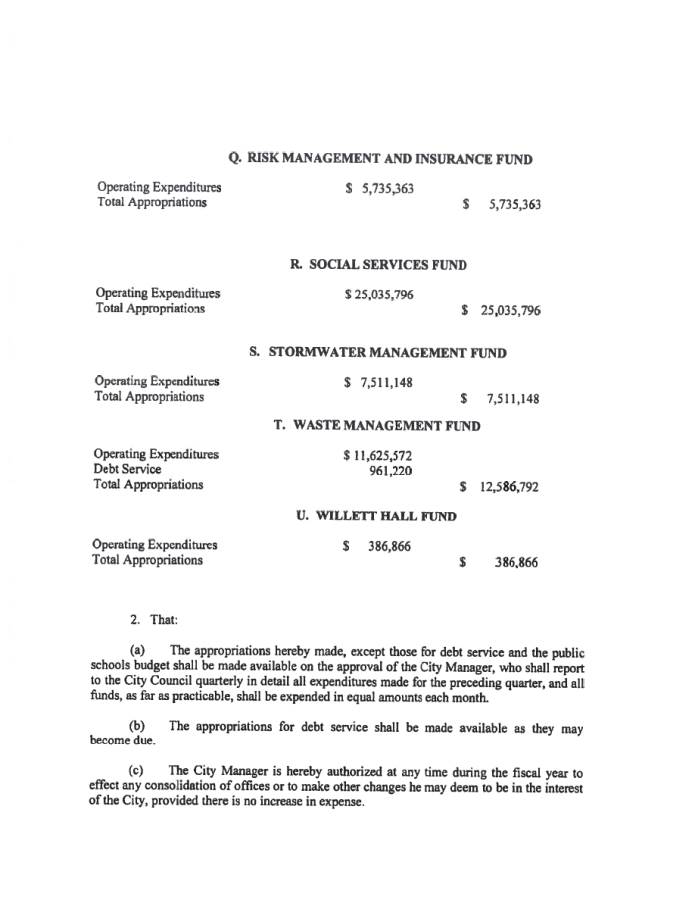 Q. RISK MANAGEMENT AND INSURANCE FUND
Operating Expenditures $ 5,735,363
Total Appropriations $ 5,735,363
R. SOCIAL SERVICES FUND
Operating Expenditures $ 25,035,796
Total Appropriations $ 25,035,796
S. STORMWATER MANAGEMENT FUND
Operating Expenditures $ 7,511,148
Total Appropriations $ 7,511,148
T. WASTE MANAGEMENT FUND
Operating Expenditures $ 11,625,572
Debt Service 961,220
Total Appropriations $ 12,586,792
U. WILLETT HALL FUND
Operating Expenditures $ 386,866
Total Appropriations $ 386,866
2. That:
(a) The appropriations hereby made, except those for debt service and the public
schools budget shall be made available on the approval of the City Manager, who shall report
to the City Council quarterly in detail all expenditures made for the preceding quarter, and all
funds, as far as practicable, shall be expended in equal amounts each month.
(b) The appropriations for debt service shall be made available as they may
become due.
(c) The City Manager is hereby authorized at any time during the fiscal year to
effect any consolidation of offices or to make other changes he may deem to be in the interest
of the City, provided there is no increase in expense.